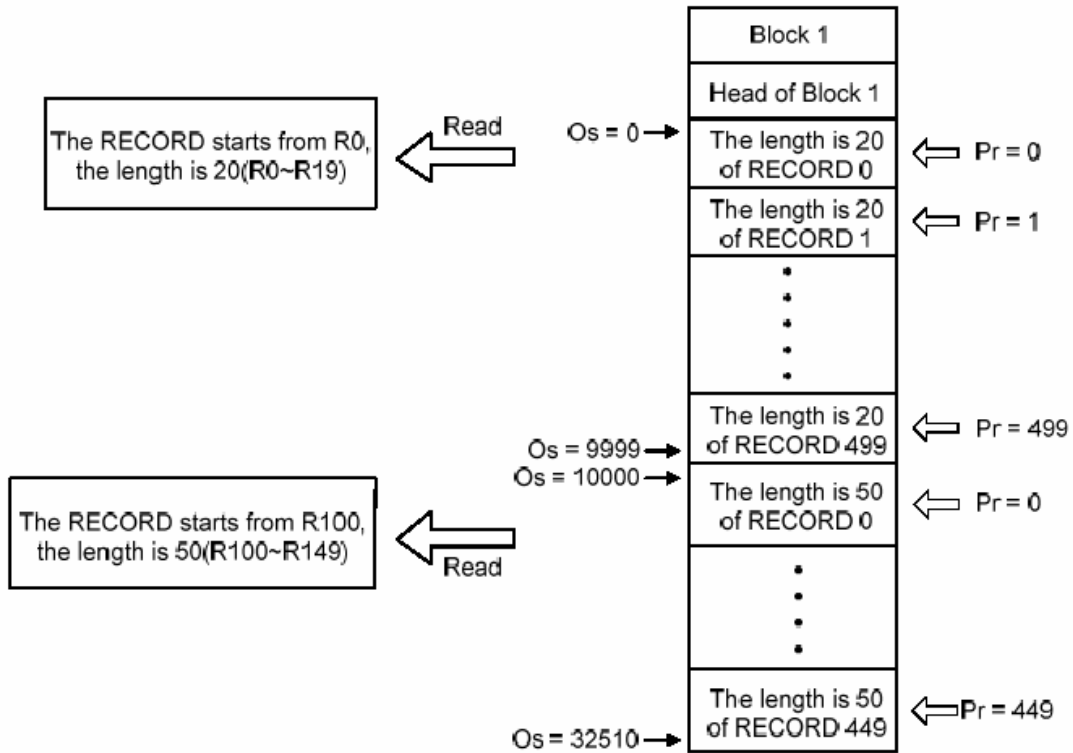 Block 1
Head of Block 1
The RECORD starts from R0,
the length is 20(R0~R19)
Read
Os = 0
The length is 20
of RECORD 0
Pr = 0
The length is 20
of RECORD 1
Pr = 1
The length is 20
of RECORD 499
Pr = 499
Os = 9999
Os = 10000
The length is 50
of RECORD 0
Pr = 0
The RECORD starts from R100,
the length is 50(R100~R149)
Read
The length is 50
of RECORD 449
Pr = 449
Os = 32510